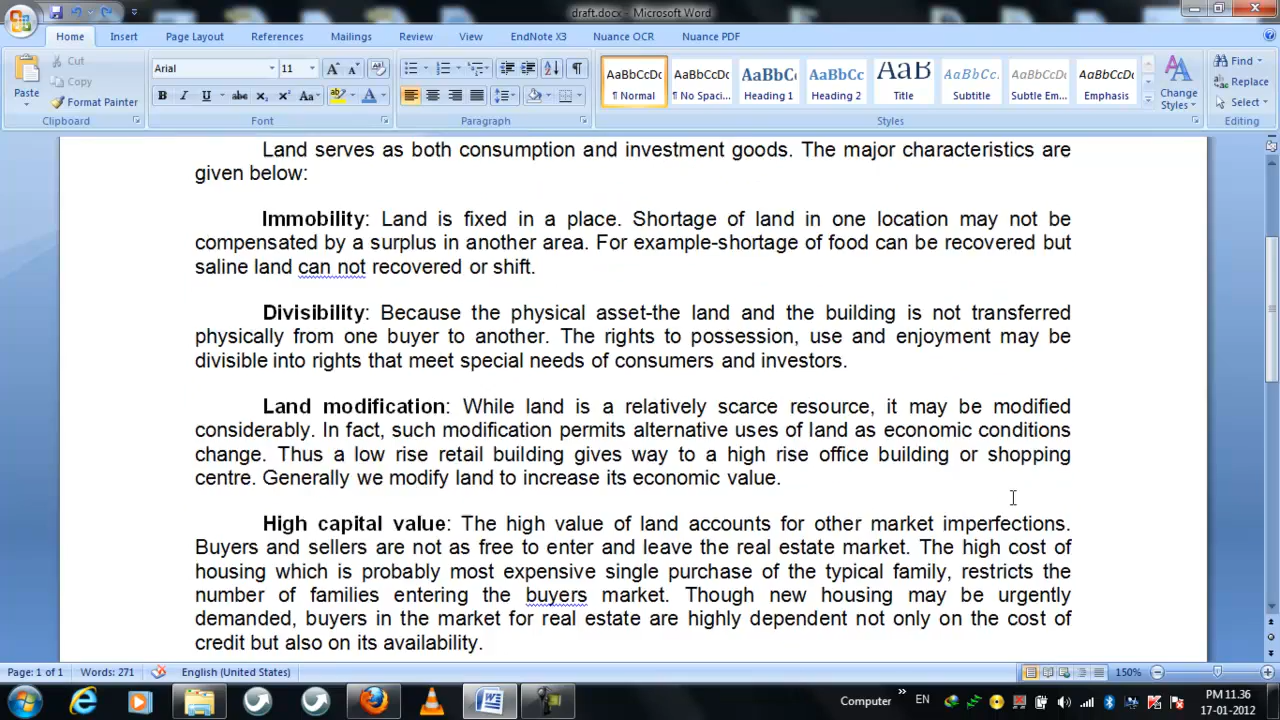 draft.docx - Microsoft Word
Home Insert Page Layout References Mailings Review View EndNote X3 Nuance OCR Nuance PDF
Paste
Cut
Copy
Format Painter
Clipboard
Arial 11
Font
Paragraph
AaBbCcDc AaBbCcDc AaBbC AaBbCc AaB AaBbCc. AaBbCcDc AaBbCcDc
¶ Normal ¶ No Spaci... Heading 1 Heading 2 Title Subtitle Subtle Em... Emphasis
Change
Styles
Styles
Find
Replace
Select
Editing
Land serves as both consumption and investment goods. The major characteristics are
given below:
Immobility: Land is fixed in a place. Shortage of land in one location may not be
compensated by a surplus in another area. For example-shortage of food can be recovered but
saline land can not recovered or shift.
Divisibility: Because the physical asset-the land and the building is not transferred
physically from one buyer to another. The rights to possession, use and enjoyment may be
divisible into rights that meet special needs of consumers and investors.
Land modification: While land is a relatively scarce resource, it may be modified
considerably. In fact, such modification permits alternative uses of land as economic conditions
change. Thus a low rise retail building gives way to a high rise office building or shopping
centre. Generally we modify land to increase its economic value.
High capital value: The high value of land accounts for other market imperfections.
Buyers and sellers are not as free to enter and leave the real estate market. The high cost of
housing which is probably most expensive single purchase of the typical family, restricts the
number of families entering the buyers market. Though new housing may be urgently
demanded, buyers in the market for real estate are highly dependent not only on the cost of
credit but also on its availability.
Page: 1 of 1 Words: 271 English (United States) 150%
Computer » EN PM 11.36
17-01-2012